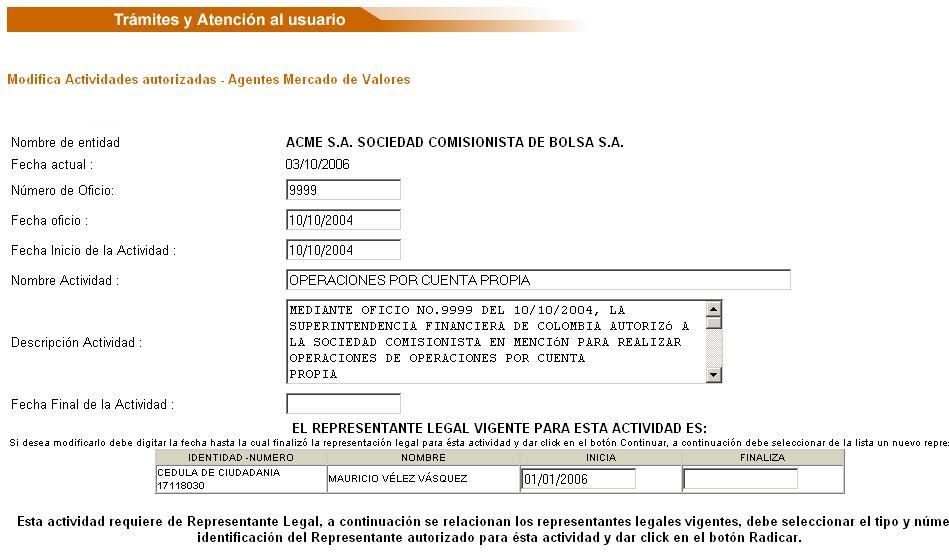 Trámites y Atención al usuario
Modifica Actividades autorizadas - Agentes Mercado de Valores
Nombre de entidad ACME S.A. SOCIEDAD COMISIONISTA DE BOLSA S.A.
Fecha actual : 03/10/2006
Número de Oficio: 9999
Fecha oficio : 10/10/2004
Fecha Inicio de la Actividad : 10/10/2004
Nombre Actividad : OPERACIONES POR CUENTA PROPIA
Descripción Actividad :
MEDIANTE OFICIO NO.9999 DEL 10/10/2004, LA
SUPERINTENDENCIA FINANCIERA DE COLOMBIA AUTORIZó A
LA SOCIEDAD COMISIONISTA EN MENCIóN PARA REALIZAR
OPERACIONES DE OPERACIONES POR CUENTA
PROPIA
Fecha Final de la Actividad :
EL REPRESENTANTE LEGAL VIGENTE PARA ESTA ACTIVIDAD ES:
Si desea modificarlo debe digitar la fecha hasta la cual finalizó la representación legal para ésta actividad y dar click en el botón Continuar, a continuación debe seleccionar de la lista un nuevo repre
IDENTIDAD -NUMERO NOMBRE INICIA FINALIZA
CEDULA DE CIUDADANIA
17118030 MAURICIO VÉLEZ VÁSQUEZ 01/01/2006
Esta actividad requiere de Representante Legal, a continuación se relacionan los representantes legales vigentes, debe seleccionar el tipo y núme
identificación del Representante autorizado para ésta actividad y dar click en el botón Radicar.